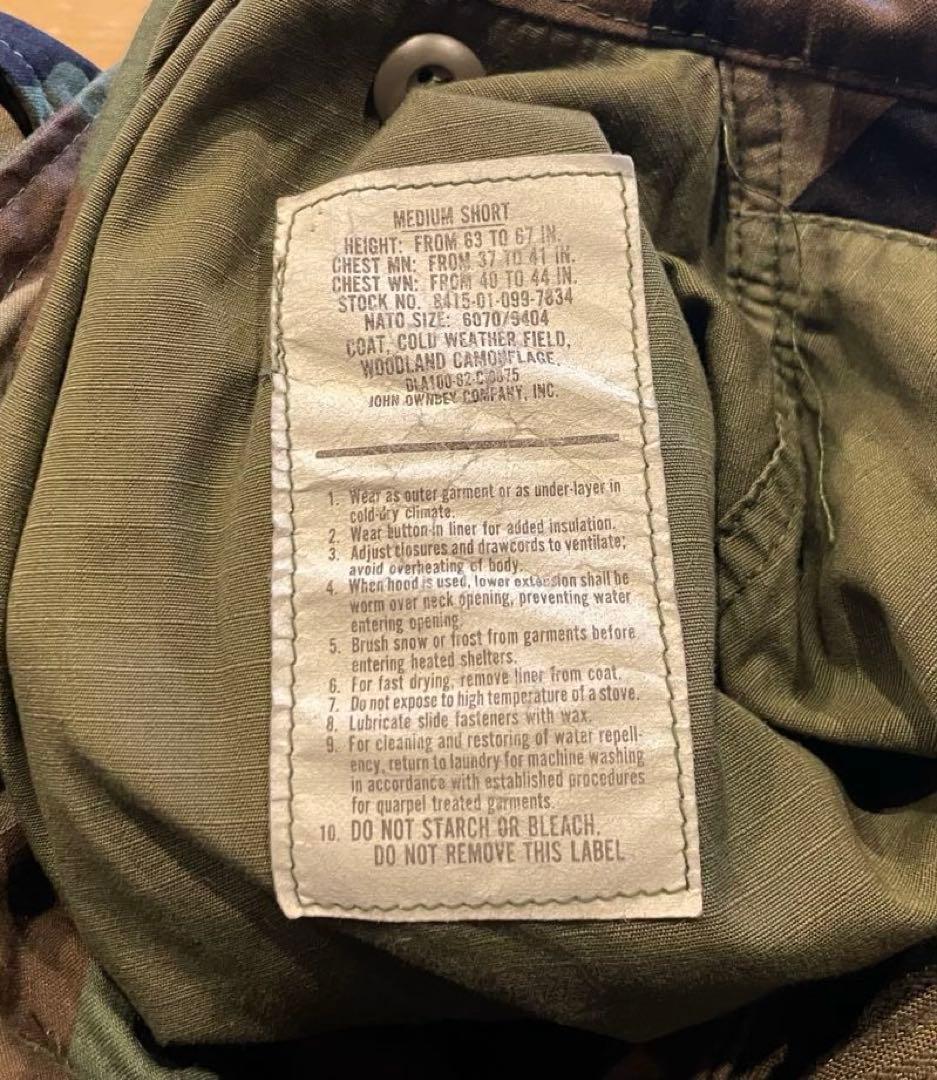 MEDIUM SHORT
HEIGHT: FROM 63 TO 67 IN.
CHEST MN: FROM 37 TO 41 IN.
CHEST WN: FROM 40 TO 44 IN.
STOCK NO. 8415-01-099-7834
NATO SIZE: 6070/9404
COAT, COLD WEATHER FIELD,
WOODLAND CAMOUFLAGE.
JOHN OWNBEY COMPANY, INC.
1. Wear as outer garment or as under-layer in
cold-dry climate.
2. Wear button-in liner for added insulation.
3. Adjust closures and drawcords to ventilate;
avoid overheating of body.
4. When hood is used, lower extension shall be
worm over neck opening, preventing water
entering opening.
5. Brush snow or frost from garments before
entering heated shelters.
6. For fast drying, remove liner from coat.
7. Do not expose to high temperature of a stove.
8. Lubricate slide fasteners with wax.
9. For cleaning and restoring of water repell-
ency, return to laundry for machine washing
in accordance with established procedures
for quarpel treated garments.
10. DO NOT STARCH OR BLEACH.
DO NOT REMOVE THIS LABEL